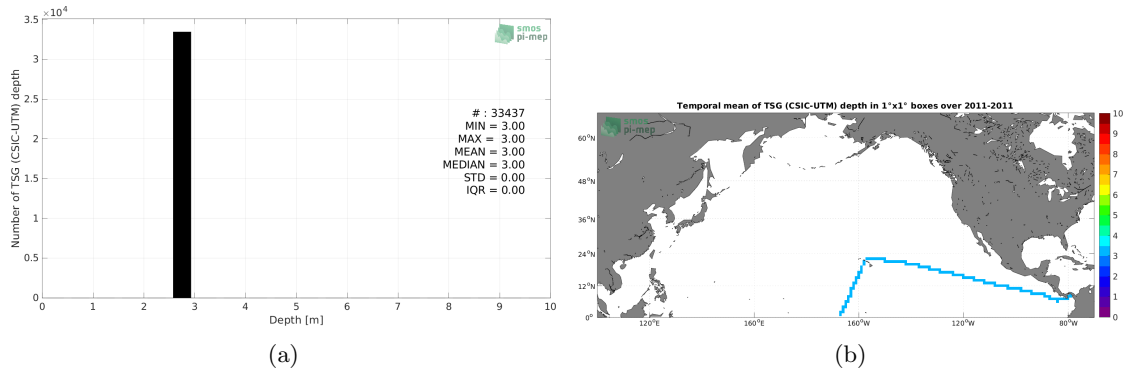 3.5 ×10⁴
smos
pi-mep
3
2.5
2
1.5
1
0.5
0
Number of TSG (CSIC-UTM) depth
# : 33437
MIN = 3.00
MAX = 3.00
MEAN = 3.00
MEDIAN = 3.00
STD = 0.00
IQR = 0.00
0 1 2 3 4 5 6 7 8 9 10
Depth [m]
(a)
Temporal mean of TSG (CSIC-UTM) depth in 1°x1° boxes over 2011-2011
smos
pi-mep
60°N
48°N
36°N
24°N
12°N
0°
120°E 160°E 160°W 120°W 80°W
10
9
8
7
6
5
4
3
2
1
0
(b)